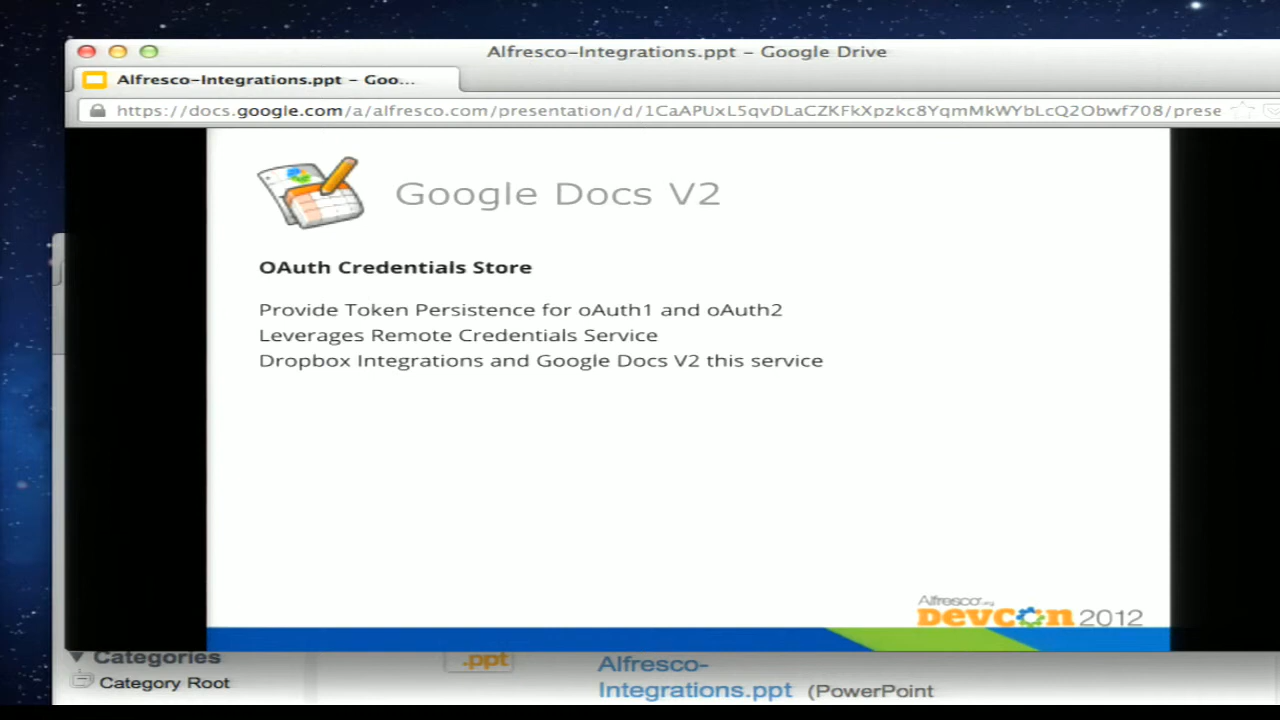 Alfresco-Integrations.ppt - Google Drive
Alfresco-Integrations.ppt - Goo...
https://docs.google.com/a/alfresco.com/presentation/d/1CaAPUxL5qvDLaCZKFkXpzkc8YqmMkWYbLcQ2Obwf708/prese
Google Docs V2
OAuth Credentials Store
Provide Token Persistence for oAuth1 and oAuth2
Leverages Remote Credentials Service
Dropbox Integrations and Google Docs V2 this service
Alfresco.org
DevCon 2012
Categories
Category Root
.ppt
Alfresco-
Integrations.ppt (PowerPoint